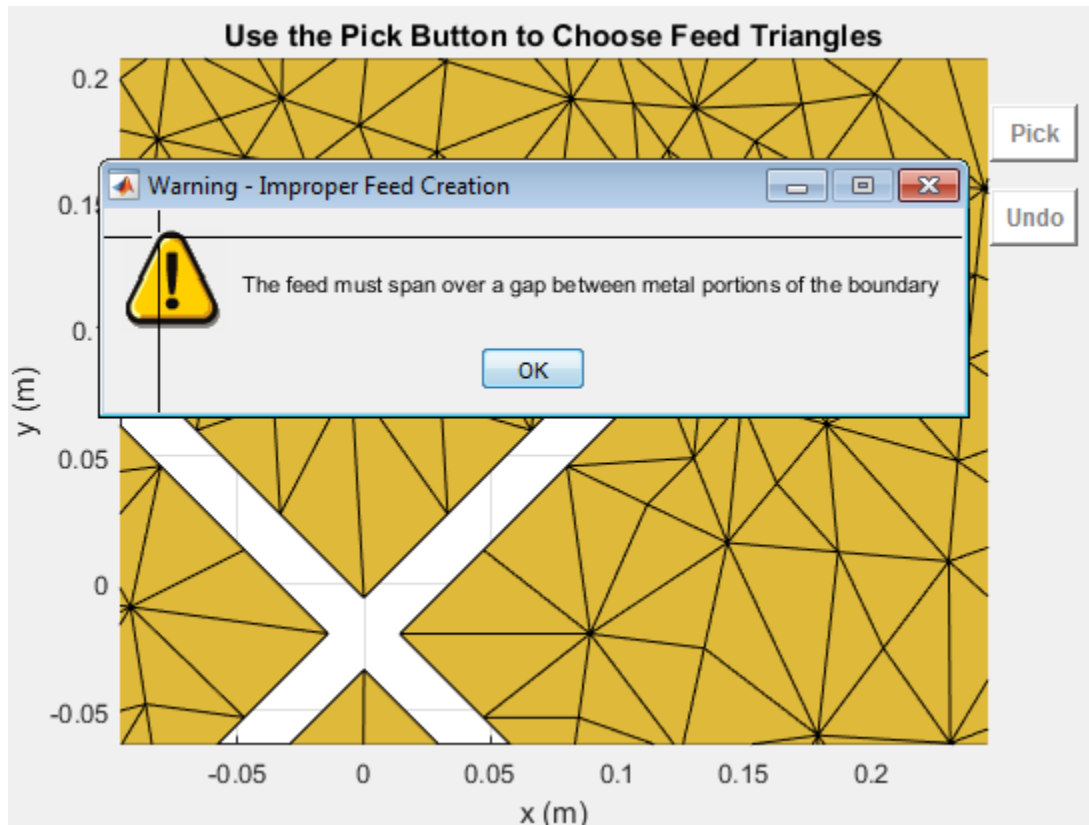 Use the Pick Button to Choose Feed Triangles
0.2
Pick
Warning - Improper Feed Creation
Undo
The feed must span over a gap between metal portions of the boundary
OK
y (m)
0.05
0
-0.05
-0.05 0 0.05 0.1 0.15 0.2
x (m)